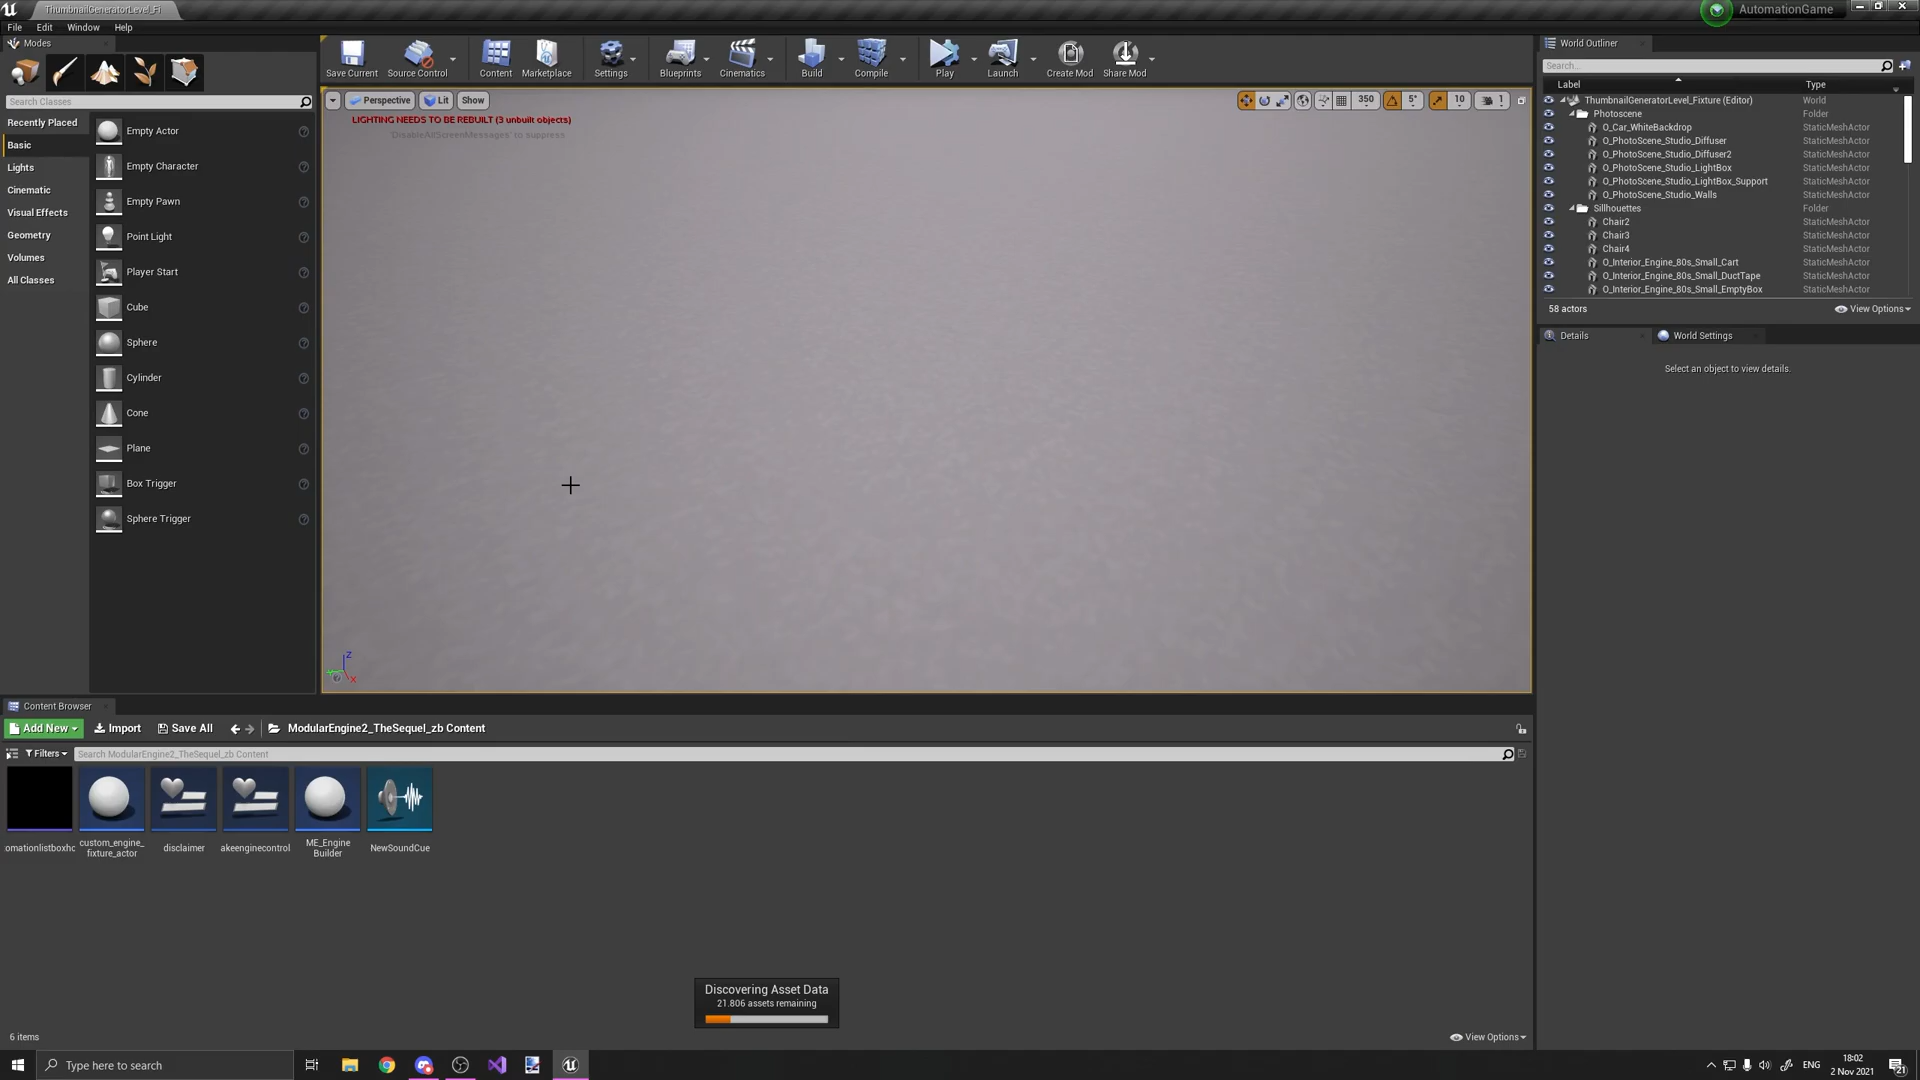 ThumbnailGeneratorLevel_Fi
AutomationGame
File Edit Window Help
Modes
Search Classes
Recently Placed
Basic
Lights
Cinematic
Visual Effects
Geometry
Volumes
All Classes
Empty Actor
Empty Character
Empty Pawn
Point Light
Player Start
Cube
Sphere
Cylinder
Cone
Plane
Box Trigger
Sphere Trigger
Save Current Source Control Content Marketplace Settings Blueprints Cinematics Build Compile Play Launch Create Mod Share Mod
Perspective Lit Show
350 5° 10 1
LIGHTING NEEDS TO BE REBUILT (3 unbuilt objects)
'DisableAllScreenMessages' to suppress
Z
X
World Outliner
Search...
Label Type
ThumbnailGeneratorLevel_Fixture (Editor) World
Photoscene Folder
O_Car_WhiteBackdrop StaticMeshActor
O_PhotoScene_Studio_Diffuser StaticMeshActor
O_PhotoScene_Studio_Diffuser2 StaticMeshActor
O_PhotoScene_Studio_LightBox StaticMeshActor
O_PhotoScene_Studio_LightBox_Support StaticMeshActor
O_PhotoScene_Studio_Walls StaticMeshActor
Sillhouettes Folder
Chair2 StaticMeshActor
Chair3 StaticMeshActor
Chair4 StaticMeshActor
O_Interior_Engine_80s_Small_Cart StaticMeshActor
O_Interior_Engine_80s_Small_DuctTape StaticMeshActor
O_Interior_Engine_80s_Small_EmptyBox StaticMeshActor
58 actors View Options
Details World Settings
Select an object to view details.
Content Browser
Add New Import Save All ModularEngine2_TheSequel_zb Content
Filters Search ModularEngine2_TheSequel_zb Content
omationlistboxhc
custom_engine_
fixture_actor
disclaimer
akeenginecontrol
ME_Engine
Builder
NewSoundCue
Discovering Asset Data
21.806 assets remaining
6 items View Options
Type here to search
ENG
18:02
2 Nov 2021
21